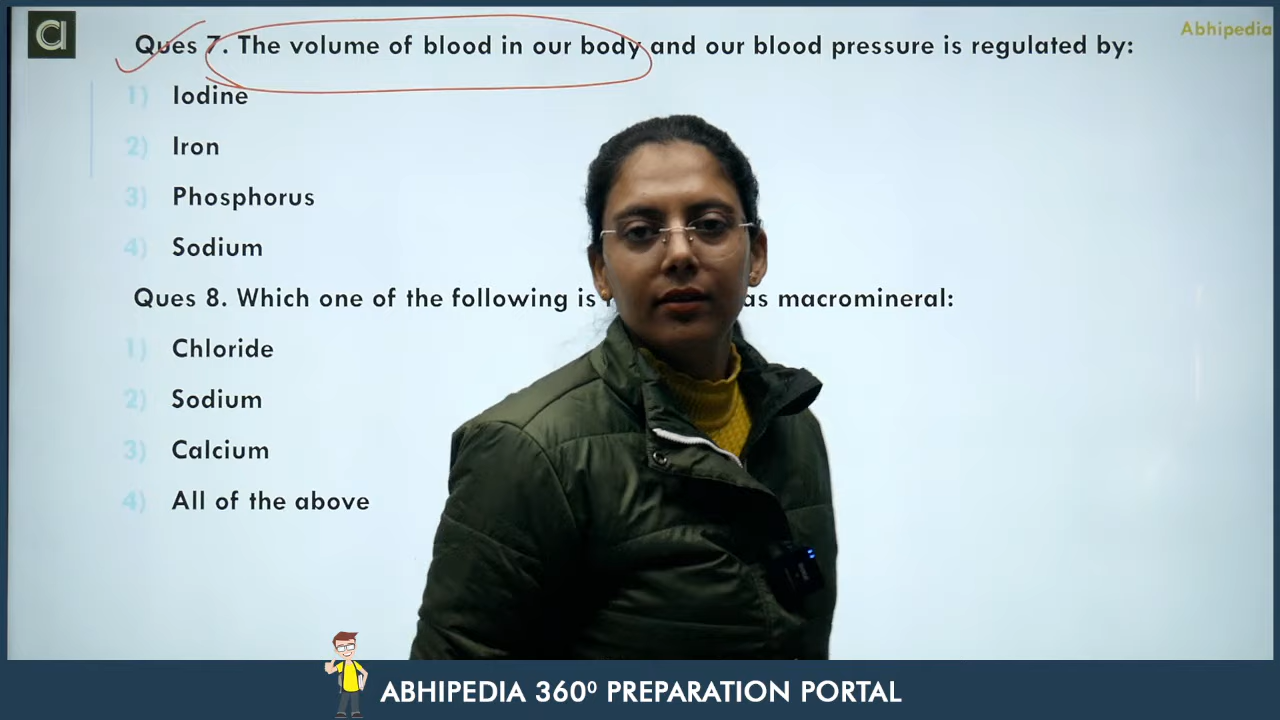 a
Abhipedia
Ques 7. The volume of blood in our body and our blood pressure is regulated by:
1) Iodine
2) Iron
3) Phosphorus
4) Sodium
Ques 8. Which one of the following is as macromineral:
1) Chloride
2) Sodium
3) Calcium
4) All of the above
ABHIPEDIA 360⁰ PREPARATION PORTAL